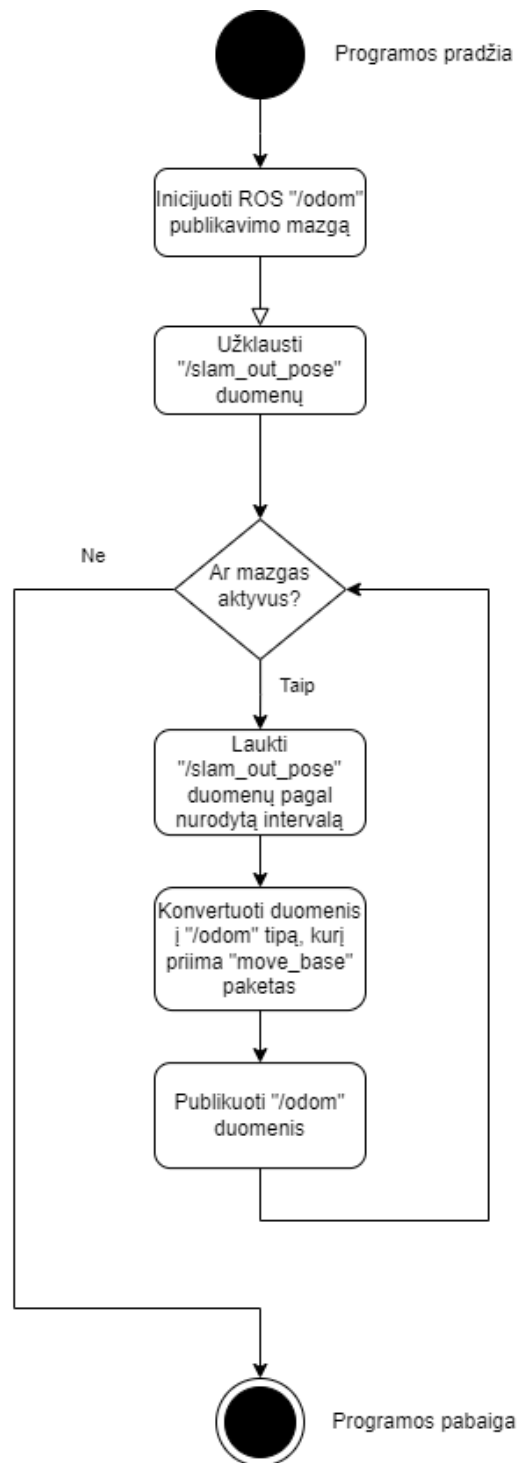 Programos pradžia
Inicijuoti ROS "/odom"
publikavimo mazgą
Užklausti
"/slam_out_pose"
duomenų
Ne
Ar mazgas
aktyvus?
Taip
Laukti
"/slam_out_pose"
duomenų pagal
nurodytą intervalą
Konvertuoti duomenis
į "/odom" tipą, kurį
priima "move_base"
paketas
Publikuoti "/odom"
duomenis
Programos pabaiga